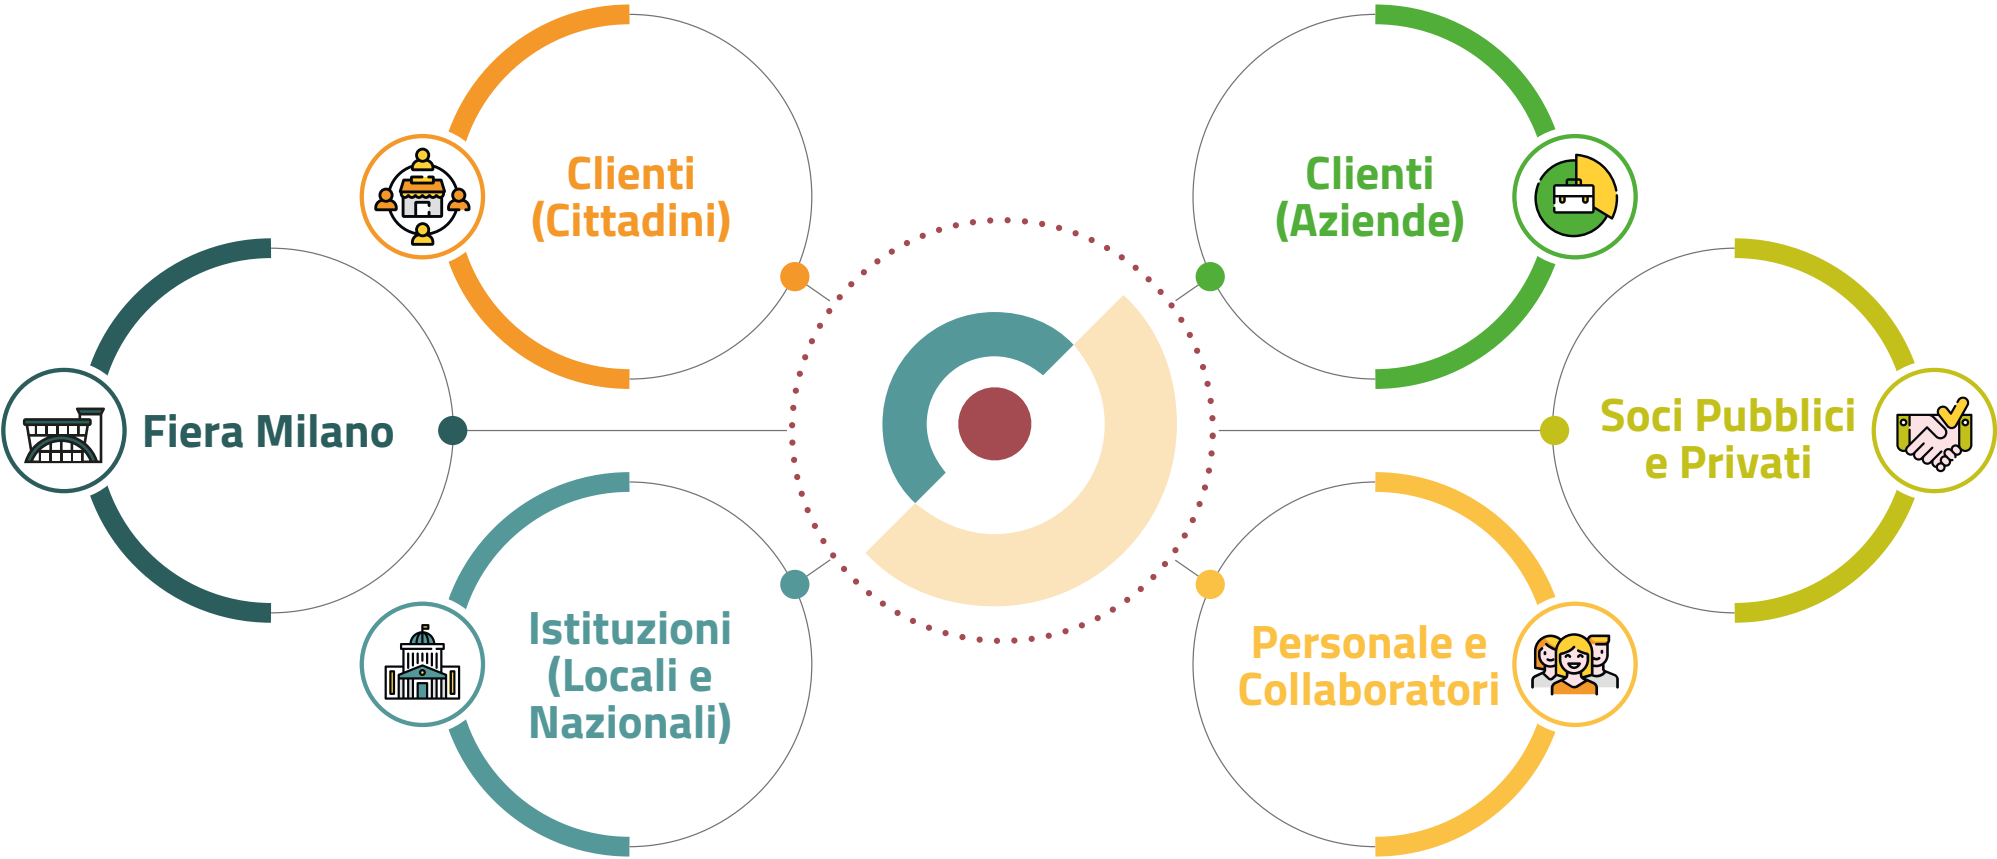 Clienti
(Cittadini)
Clienti
(Aziende)
Fiera Milano
Soci Pubblici
e Privati
Istituzioni
(Locali e
Nazionali)
Personale e
Collaboratori